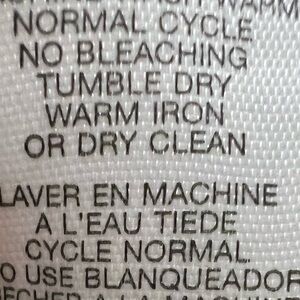 WARM
NORMAL CYCLE
NO BLEACHING
TUMBLE DRY
WARM IRON
OR DRY CLEAN
LAVER EN MACHINE
A L'EAU TIEDE
CYCLE NORMAL
USE BLANQUEADOR